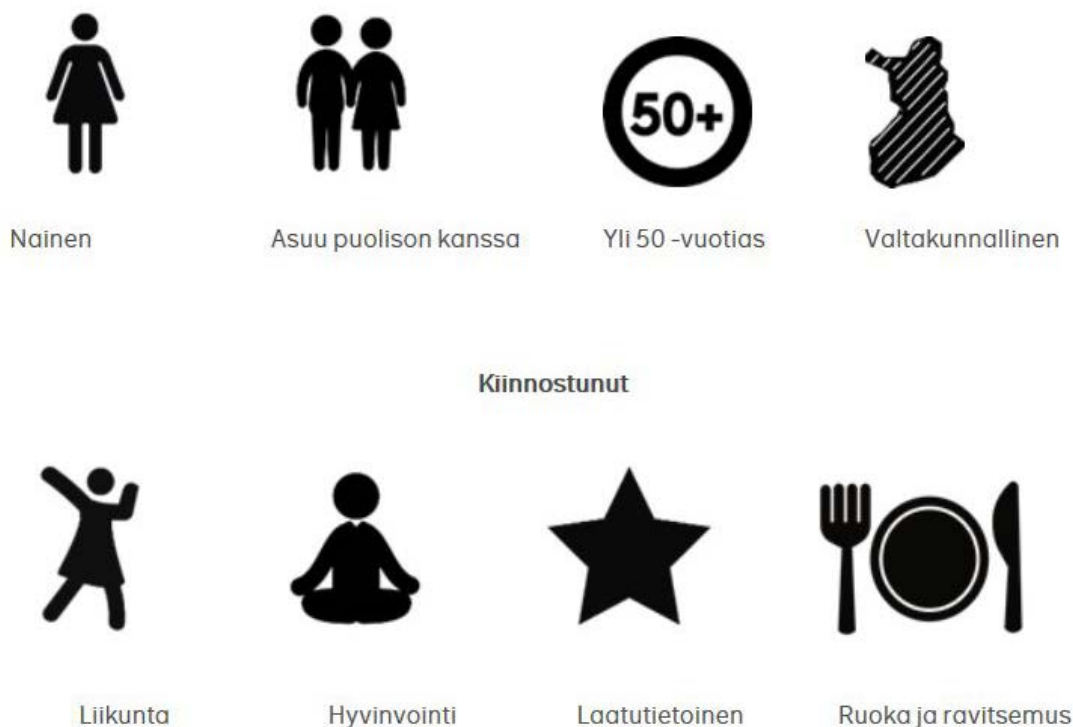 50+
Nainen
Asuu puolison kanssa
Yli 50 -vuotias
Valtakunnallinen
Kiinnostunut
Liikunta
Hyvinvointi
Laatutietoinen
Ruoka ja ravitsemus